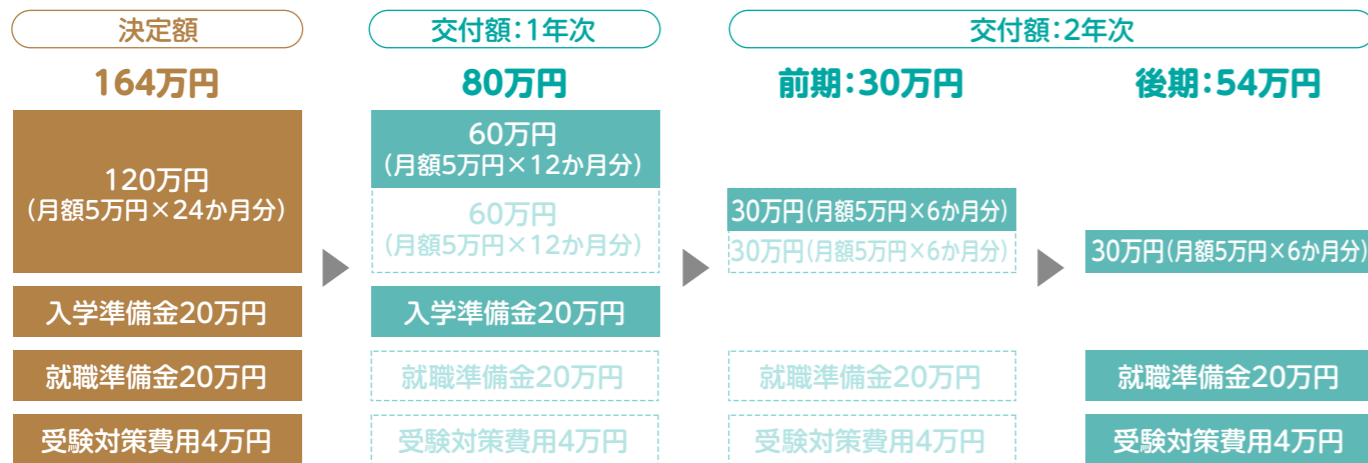 決定額
164万円
120万円
(月額5万円×24か月分)
入学準備金20万円
就職準備金20万円
受験対策費用4万円
交付額:1年次
80万円
60万円
(月額5万円×12か月分)
60万円
(月額5万円×12か月分)
入学準備金20万円
就職準備金20万円
受験対策費用4万円
交付額:2年次
前期:30万円
30万円(月額5万円×6か月分)
30万円(月額5万円×6か月分)
就職準備金20万円
受験対策費用4万円
後期:54万円
30万円(月額5万円×6か月分)
就職準備金20万円
受験対策費用4万円